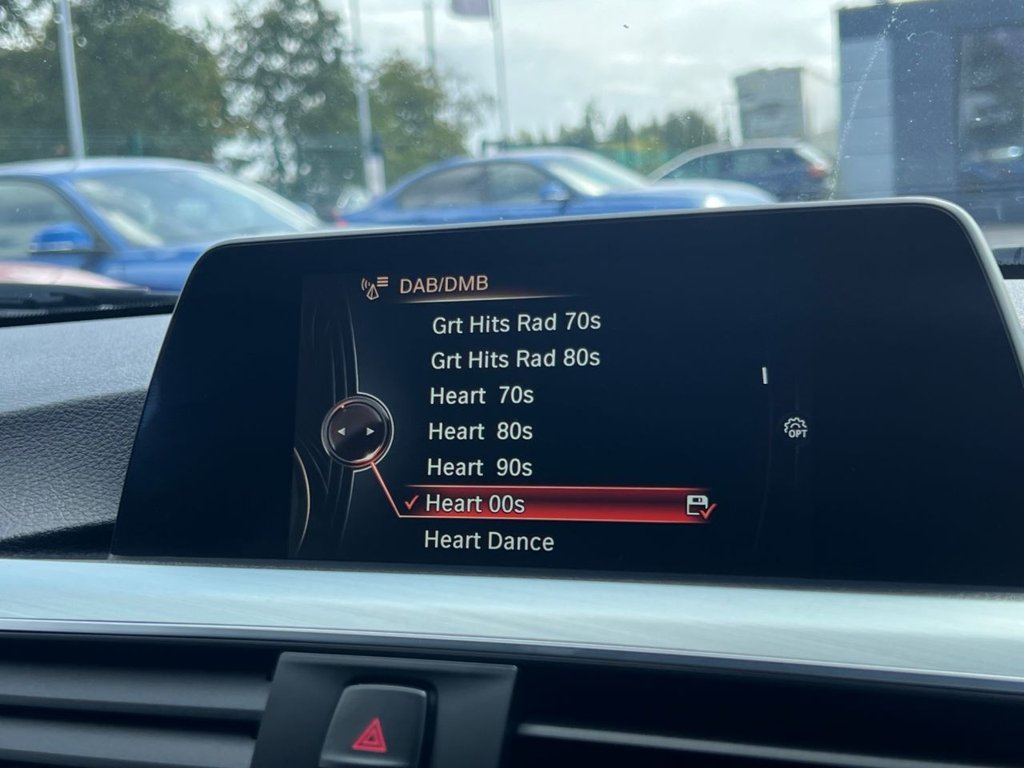 DAB/DMB
Grt Hits Rad 70s
Grt Hits Rad 80s
Heart 70s
Heart 80s
OPT
Heart 90s
Heart 00s
Heart Dance